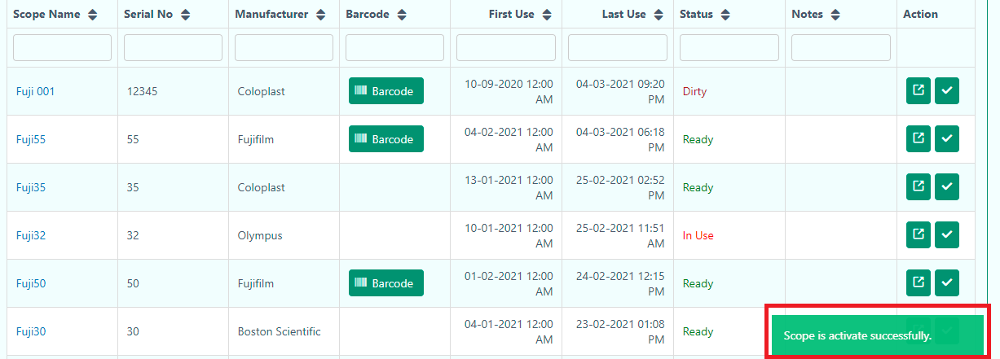 Scope Name Serial No Manufacturer Barcode First Use Last Use Status Notes Action
Fuji 001 12345 Coloplast Barcode 10-09-2020 12:00 AM 04-03-2021 09:20 PM Dirty
Fuji55 55 Fujifilm Barcode 04-02-2021 12:00 AM 04-03-2021 06:18 PM Ready
Fuji35 35 Coloplast 13-01-2021 12:00 AM 25-02-2021 02:52 PM Ready
Fuji32 32 Olympus 10-01-2021 12:00 AM 25-02-2021 11:51 AM In Use
Fuji50 50 Fujifilm Barcode 01-02-2021 12:00 AM 24-02-2021 12:15 PM Ready
Fuji30 30 Boston Scientific 04-01-2021 12:00 AM 23-02-2021 01:08 PM Ready
Scope is activate successfully.